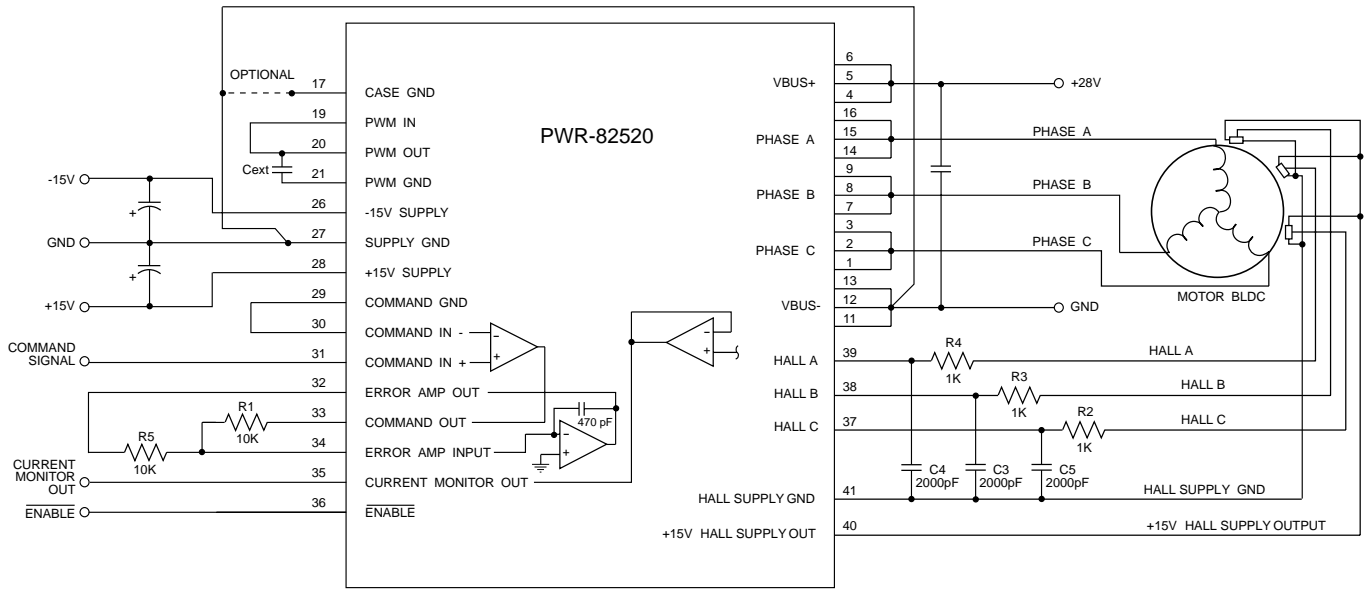 OPTIONAL
17
CASE GND
19
PWM IN
20
PWM OUT
Cext
21
PWM GND
-15V
26
-15V SUPPLY
+
GND
27
SUPPLY GND
28
+15V SUPPLY
+
+15V
29
COMMAND GND
30
COMMAND IN -
COMMAND
SIGNAL
31
COMMAND IN +
32
ERROR AMP OUT
R1
10K
33
COMMAND OUT
R5
10K
34
ERROR AMP INPUT
CURRENT
MONITOR
OUT
35
CURRENT MONITOR OUT
ENABLE
36
ENABLE
PWR-82520
-
+
470 pF
-
+
-
+
VBUS+
6
5
4
+28V
PHASE A
16
15
14
PHASE A
PHASE B
9
8
7
PHASE B
PHASE C
3
2
1
PHASE C
MOTOR BLDC
VBUS-
13
12
11
GND
HALL A
39
R4
1K
HALL A
HALL B
38
R3
1K
HALL B
HALL C
37
R2
1K
HALL C
C4
2000pF
C3
2000pF
C5
2000pF
HALL SUPPLY GND
41
HALL SUPPLY GND
+15V HALL SUPPLY OUT
40
+15V HALL SUPPLY OUTPUT